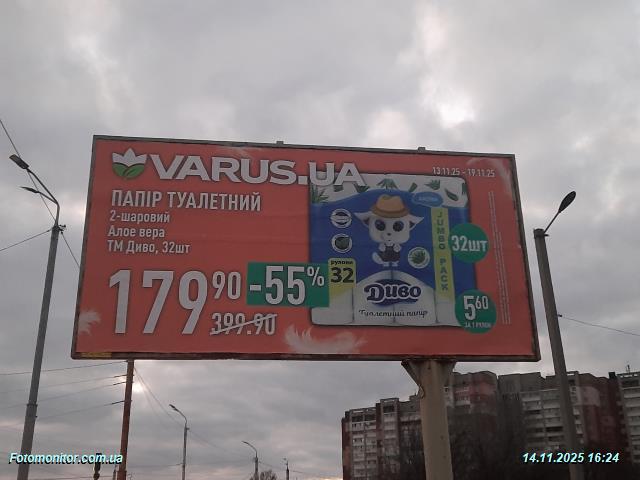 VARUS.UA
13.11.25 - 19.11.25
ПАПІР ТУАЛЕТНИЙ
2-шаровий
Алое вера
ТМ Диво, 32шт
179 90
-55%
399.90
JUMBO PACK
рулони
32
Диво
Туалетний папір
32шт
5 60
ЗА 1 РУЛОН
Fotomonitor.com.ua
14.11.2025 16:24